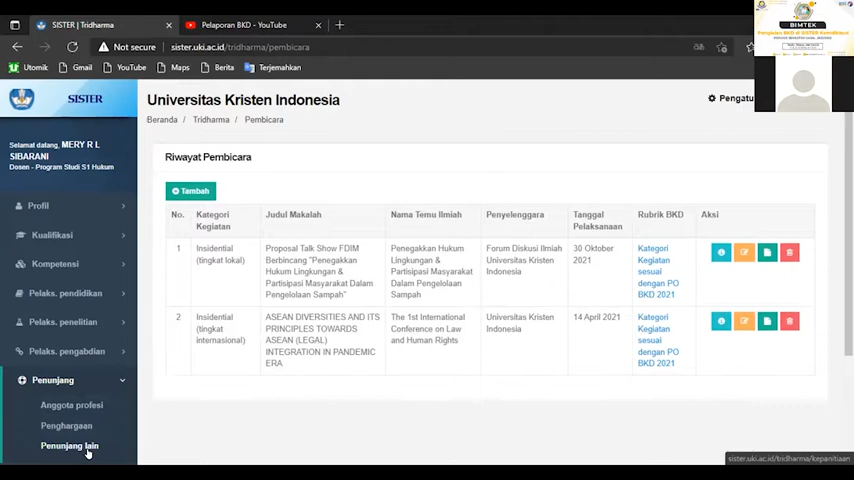 SISTER | Tridharma
Pelaporan BKD - YouTube
Not secure
sister.uki.ac.id/tridharma/pembicara
Utomik
Gmail
YouTube
Maps
Berita
Terjemahkan
BIMTEK
Pengisian BKD di SISTER Kemdikbud
SISTER
Universitas Kristen Indonesia
Pengatu
Beranda / Tridharma / Pembicara
Selamat datang, MERY R L
SIBARANI
Dosen - Program Studi S1 Hukum
Profil
Kualifikasi
Kompetensi
Pelaks. pendidikan
Pelaks. penelitian
Pelaks. pengabdian
Penunjang
Anggota profesi
Penghargaan
Penunjang lain
Riwayat Pembicara
Tambah
No.
Kategori
Kegiatan
Judul Makalah
Nama Temu Ilmiah
Penyelenggara
Tanggal
Pelaksanaan
Rubrik BKD
Aksi
1
Insidential
(tingkat lokal)
Proposal Talk Show FDIM
Berbincang "Penegakkan
Hukum Lingkungan &
Partisipasi Masyarakat Dalam
Pengelolaan Sampah"
Penegakkan Hukum
Lingkungan &
Partisipasi Masyarakat
Dalam Pengelolaan
Sampah
Forum Diskusi Ilmiah
Universitas Kristen
Indonesia
30 Oktober
2021
Kategori
Kegiatan
sesuai
dengan PO
BKD 2021
2
Insidential
(tingkat
internasional)
ASEAN DIVERSITIES AND ITS
PRINCIPLES TOWARDS
ASEAN (LEGAL)
INTEGRATION IN PANDEMIC
ERA
The 1st International
Conference on Law
and Human Rights
Universitas Kristen
Indonesia
14 April 2021
Kategori
Kegiatan
sesuai
dengan PO
BKD 2021
sister.uki.ac.id/tridharma/kepanitiaan